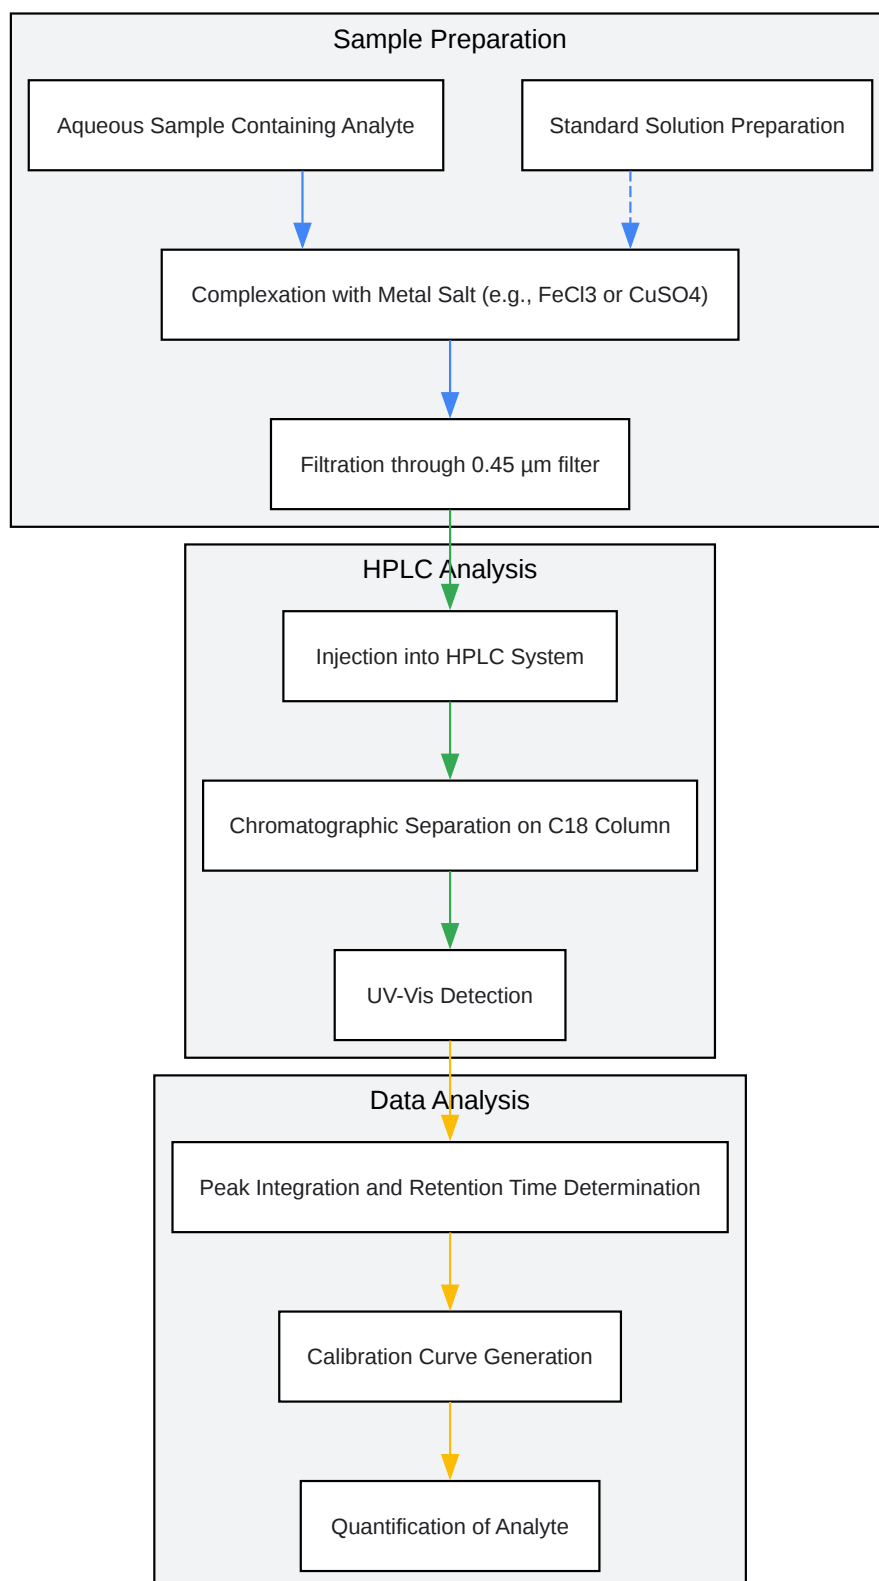 Sample Preparation
Aqueous Sample Containing Analyte
Standard Solution Preparation
Complexation with Metal Salt (e.g., FeCl3 or CuSO4)
Filtration through 0.45 µm filter
HPLC Analysis
Injection into HPLC System
Chromatographic Separation on C18 Column
UV-Vis Detection
Data Analysis
Peak Integration and Retention Time Determination
Calibration Curve Generation
Quantification of Analyte